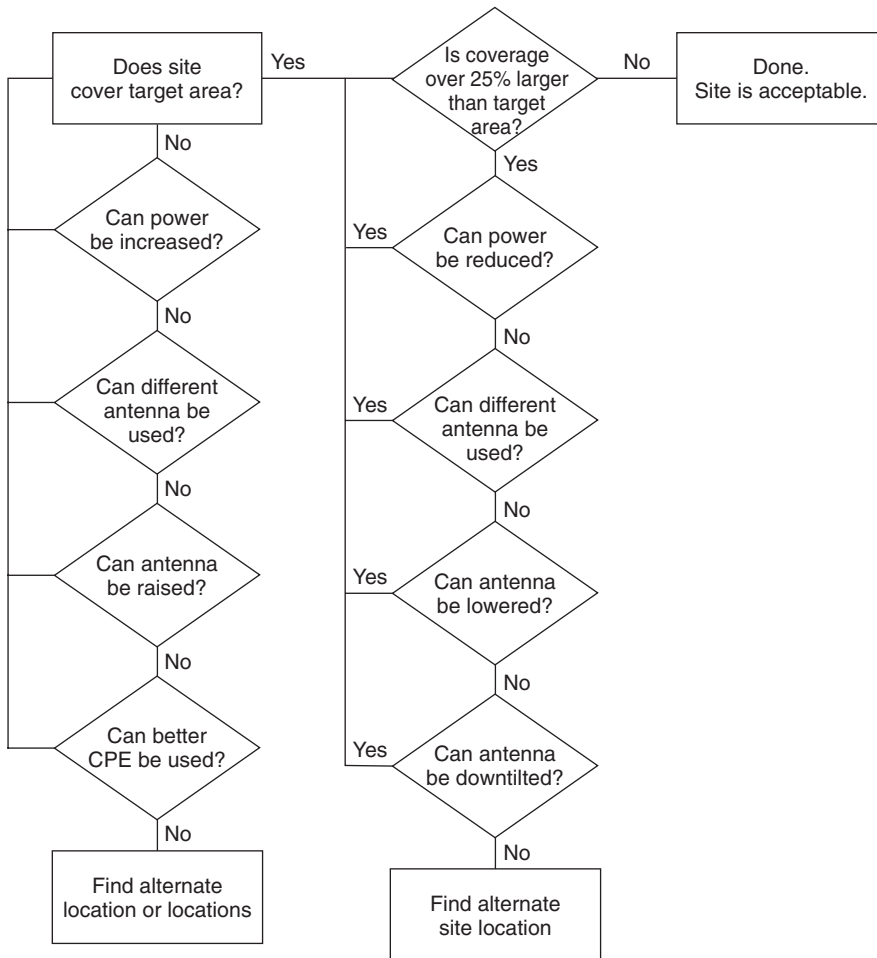 Does site
cover target area?
Yes
Is coverage
over 25% larger
than target
area?
No
Done.
Site is acceptable.
No
Yes
Can power
be increased?
Yes
Can power
be reduced?
No
No
Can different
antenna be
used?
Yes
Can different
antenna be
used?
No
No
Can antenna
be raised?
Yes
Can antenna
be lowered?
No
No
Can better
CPE be used?
Yes
Can antenna
be downtilted?
No
No
Find alternate
location or locations
Find alternate
site location